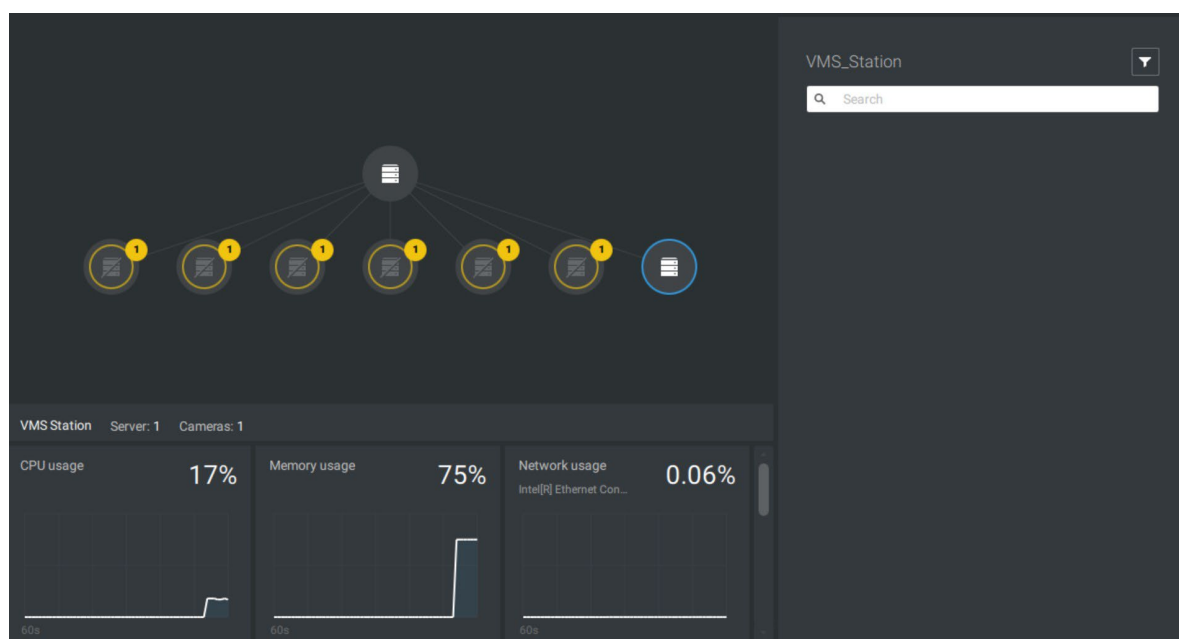 VMS_Station
Search
1 1 1 1 1 1
VMS Station Server: 1 Cameras: 1
CPU usage 17%
60s
Memory usage 75%
60s
Network usage 0.06%
Intel[R] Ethernet Con...
60s